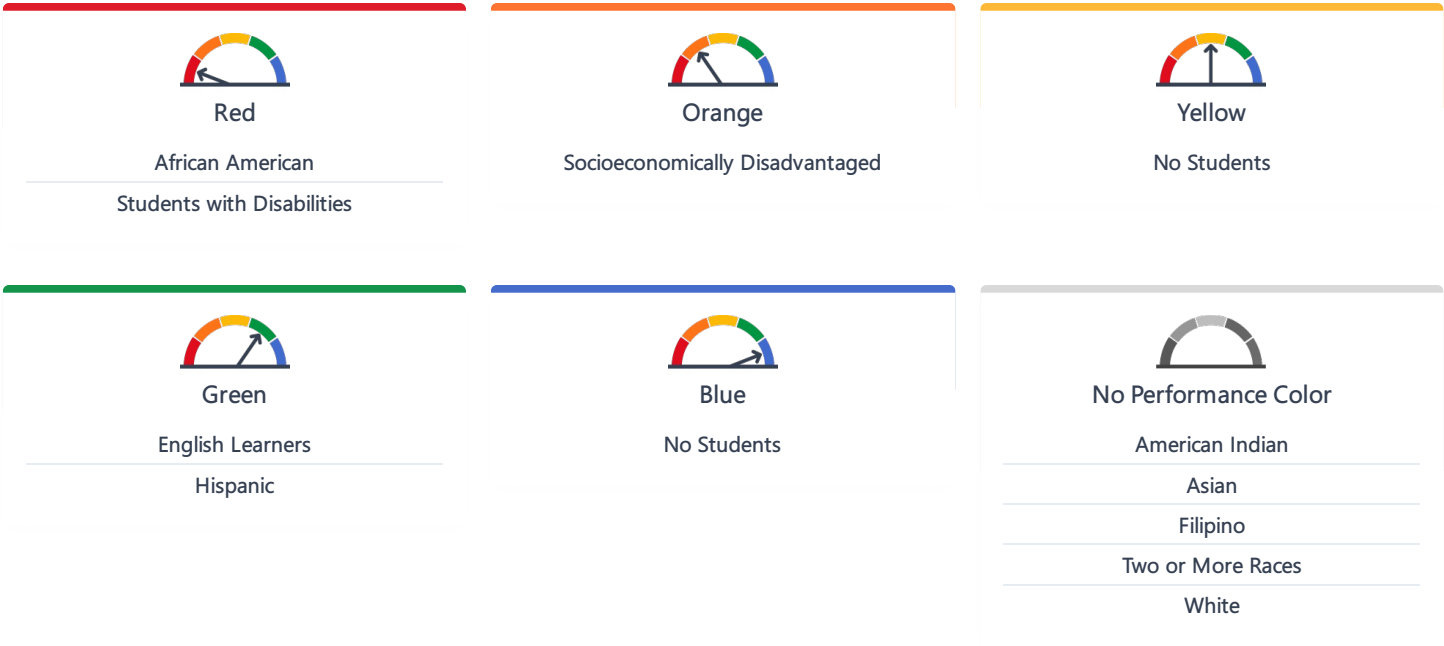 Red
African American
Students with Disabilities
Orange
Socioeconomically Disadvantaged
Yellow
No Students
Green
English Learners
Hispanic
Blue
No Students
No Performance Color
American Indian
Asian
Filipino
Two or More Races
White